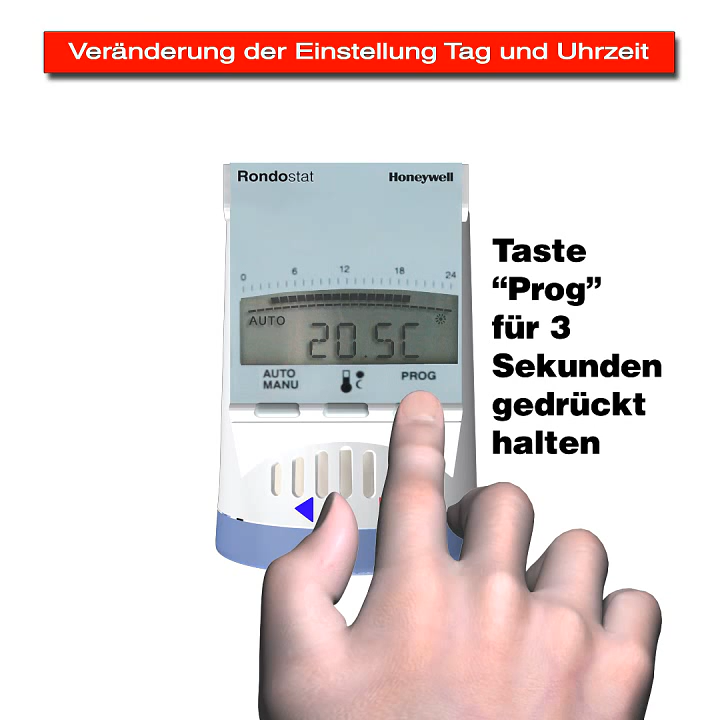 Veränderung der Einstellung Tag und Uhrzeit
Rondostat Honeywell
0 6 12 18 24
AUTO
20.5C
AUTO
MANU
PROG
Taste
“Prog”
für 3
Sekunden
gedrückt
halten